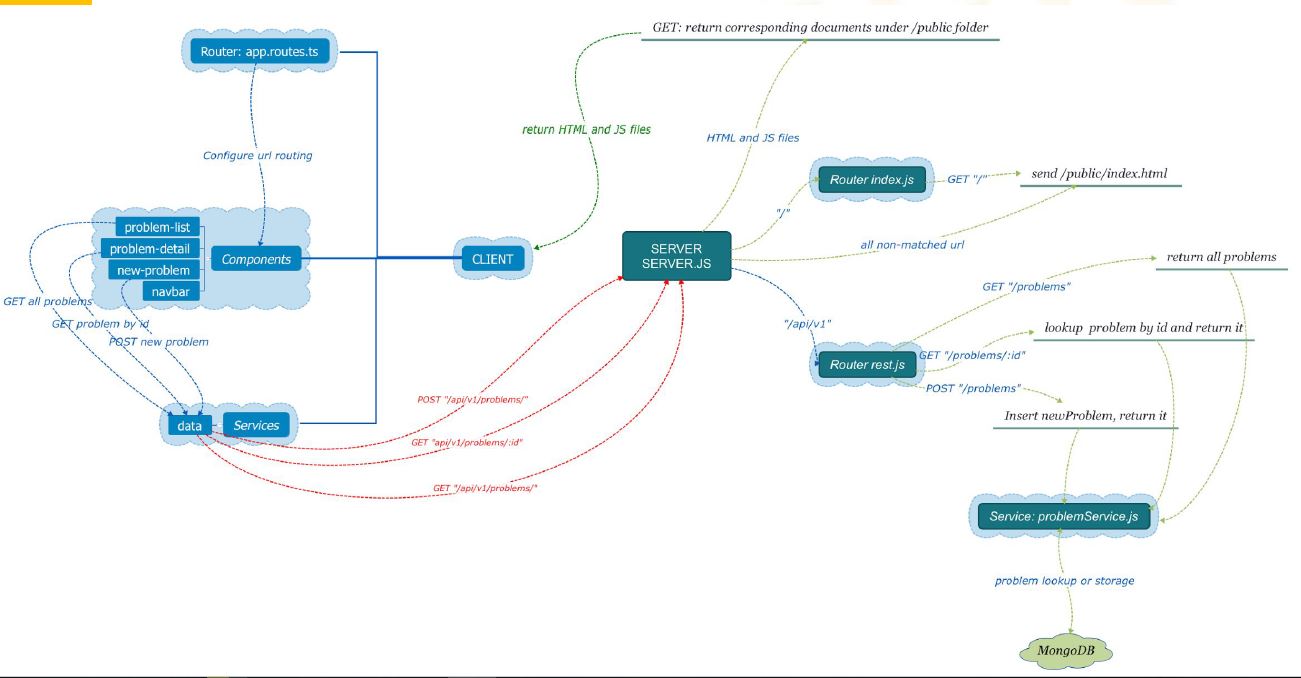 GET: return corresponding documents under /public folder
Router: app.routes.ts
return HTML and JS files
HTML and JS files
Configure url routing
Router index.js
GET "/"
send /public/index.html
"/"
problem-list
problem-detail
new-problem
navbar
Components
CLIENT
SERVER
SERVER.JS
all non-matched url
return all problems
GET "/problems"
GET all problems
GET problem by id
POST new problem
"/api/v1"
lookup problem by id and return it
Router rest.js
GET "/problems/:id"
POST "/problems"
POST "/api/v1/problems/"
Insert newProblem, return it
data
Services
GET "api/v1/problems/:id"
GET "/api/v1/problems/"
Service: problemService.js
problem lookup or storage
MongoDB